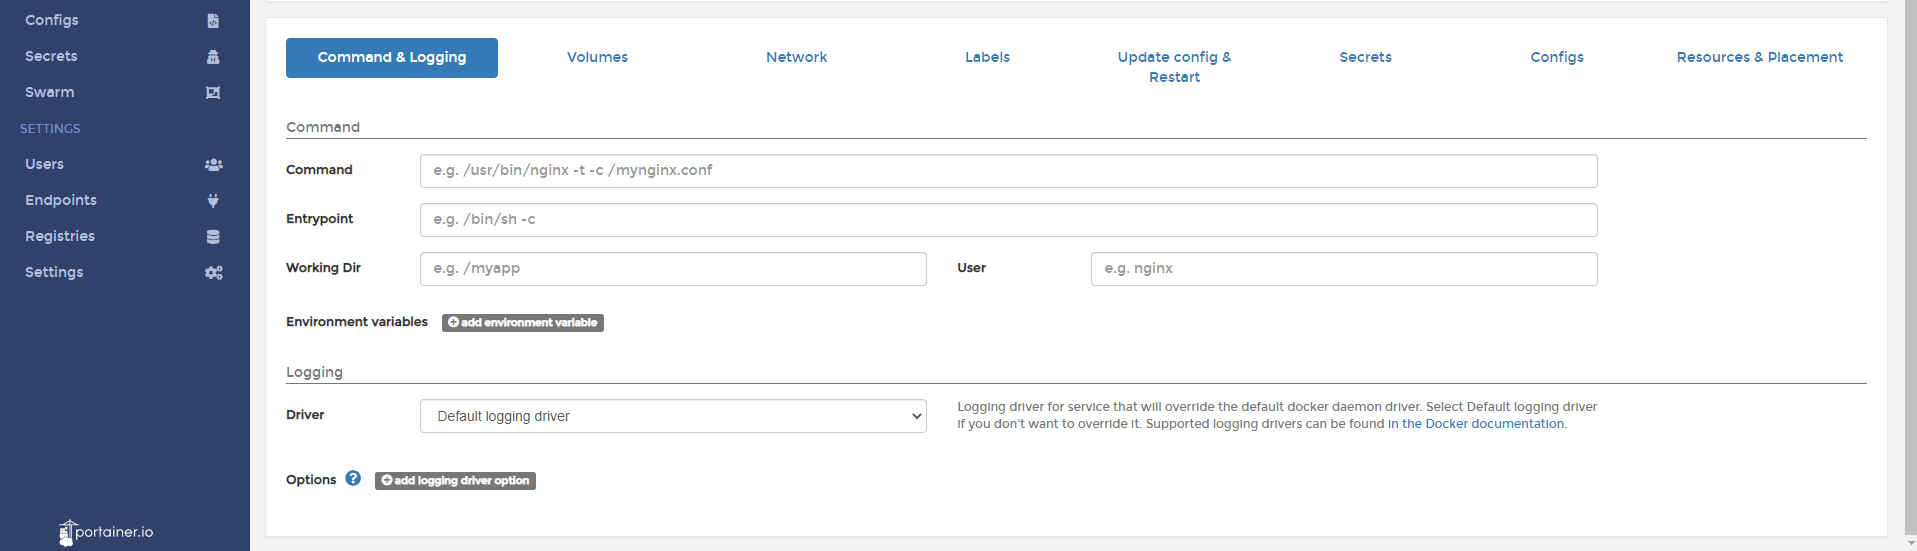 Configs
Secrets
Swarm
SETTINGS
Users
Endpoints
Registries
Settings
portainer.io
Command & Logging
Volumes
Network
Labels
Update config &
Restart
Secrets
Configs
Resources & Placement
Command
Command
e.g. /usr/bin/nginx -t -c /mynginx.conf
Entrypoint
e.g. /bin/sh -c
Working Dir
e.g. /myapp
User
e.g. nginx
Environment variables
add environment variable
Logging
Driver
Default logging driver
Logging driver for service that will override the default docker daemon driver. Select Default logging driver
if you don't want to override it. Supported logging drivers can be found in the Docker documentation.
Options
?
add logging driver option